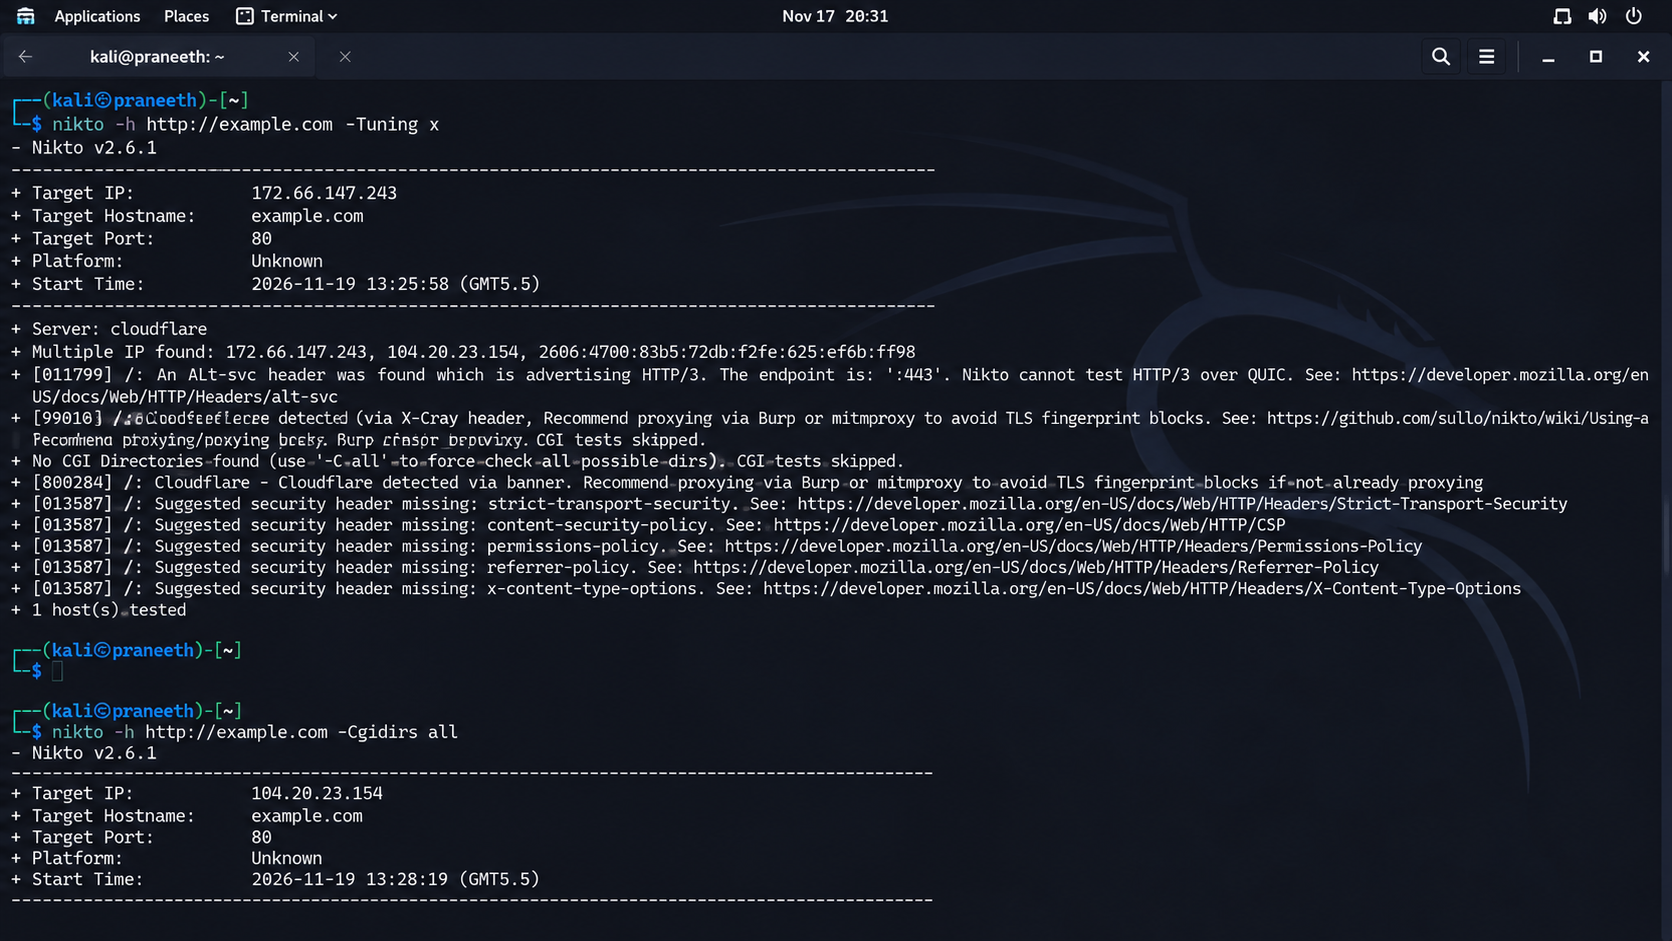 Applications Places Terminal Nov 17 20:31
kali@praneeth: ~
┌──(kali㉿praneeth)-[~]
└─$ nikto -h http://example.com -Tuning x
- Nikto v2.6.1
---------------------------------------------------------------------------
+ Target IP: 172.66.147.243
+ Target Hostname: example.com
+ Target Port: 80
+ Platform: Unknown
+ Start Time: 2026-11-19 13:25:58 (GMT5.5)
---------------------------------------------------------------------------
+ Server: cloudflare
+ Multiple IP found: 172.66.147.243, 104.20.23.154, 2606:4700:83b5:72db:f2fe:625:ef6b:ff98
+ [011799] /: An ALt-svc header was found which is advertising HTTP/3. The endpoint is: ':443'. Nikto cannot test HTTP/3 over QUIC. See: https://developer.mozilla.org/en
US/docs/Web/HTTP/Headers/alt-svc
+ [99010] detected (via X-Cray header, Recommend proxying via Burp or mitmproxy to avoid TLS fingerprint blocks. See: https://github.com/sullo/nikto/wiki/Using-a
Burp CGI tests skipped.
+ No CGI Directories found (use '-C all' to force check all possible dirs). CGI tests skipped.
+ [800284] /: Cloudflare - Cloudflare detected via banner. Recommend proxying via Burp or mitmproxy to avoid TLS fingerprint blocks if not already proxying
+ [013587] /: Suggested security header missing: strict-transport-security. See: https://developer.mozilla.org/en-US/docs/Web/HTTP/Headers/Strict-Transport-Security
+ [013587] /: Suggested security header missing: content-security-policy. See: https://developer.mozilla.org/en-US/docs/Web/HTTP/CSP
+ [013587] /: Suggested security header missing: permissions-policy. See: https://developer.mozilla.org/en-US/docs/Web/HTTP/Headers/Permissions-Policy
+ [013587] /: Suggested security header missing: referrer-policy. See: https://developer.mozilla.org/en-US/docs/Web/HTTP/Headers/Referrer-Policy
+ [013587] /: Suggested security header missing: x-content-type-options. See: https://developer.mozilla.org/en-US/docs/Web/HTTP/Headers/X-Content-Type-Options
+ 1 host(s) tested
┌──(kali㉿praneeth)-[~]
└─$
┌──(kali㉿praneeth)-[~]
└─$ nikto -h http://example.com -Cgidirs all
- Nikto v2.6.1
---------------------------------------------------------------------------
+ Target IP: 104.20.23.154
+ Target Hostname: example.com
+ Target Port: 80
+ Platform: Unknown
+ Start Time: 2026-11-19 13:28:19 (GMT5.5)
---------------------------------------------------------------------------